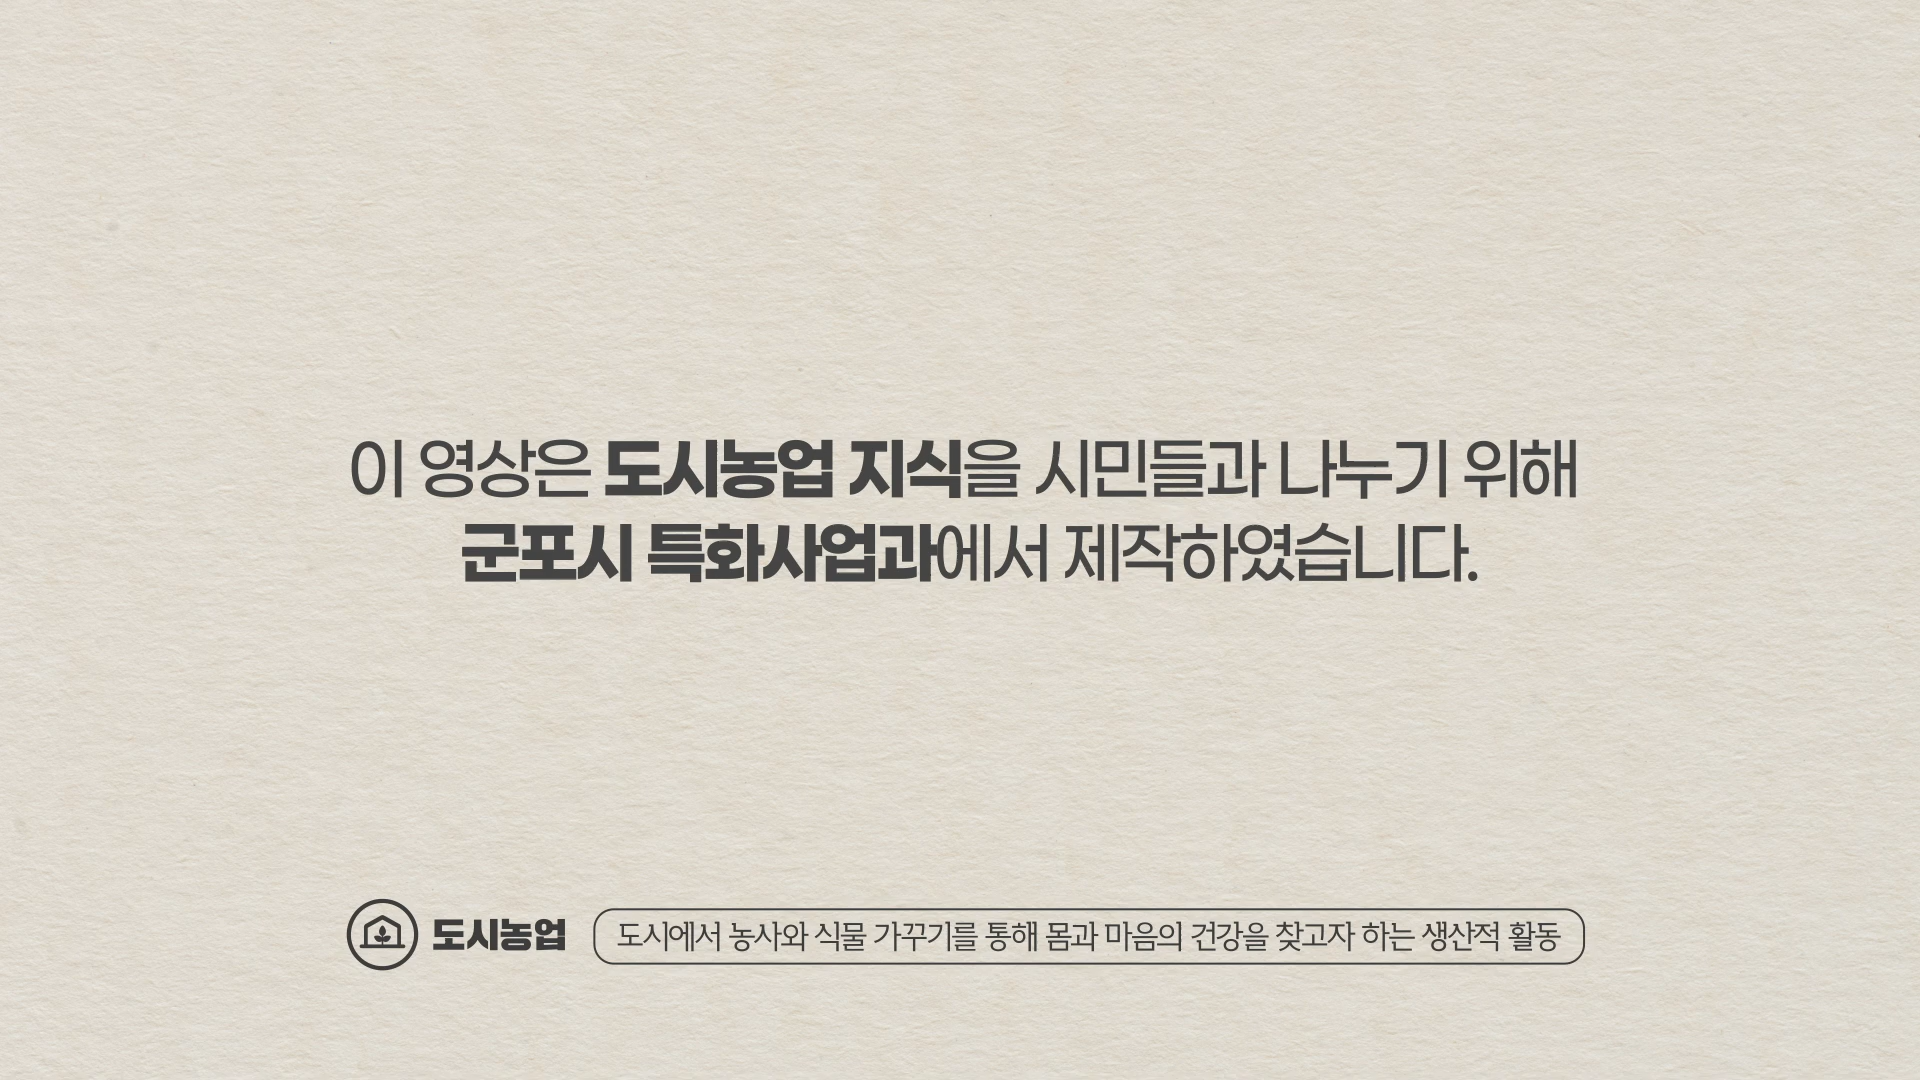 이 영상은 도시농업 지식을 시민들과 나누기 위해
군포시 특화사업과에서 제작하였습니다.
도시농업 도시에서 농사와 식물 가꾸기를 통해 몸과 마음의 건강을 찾고자 하는 생산적 활동